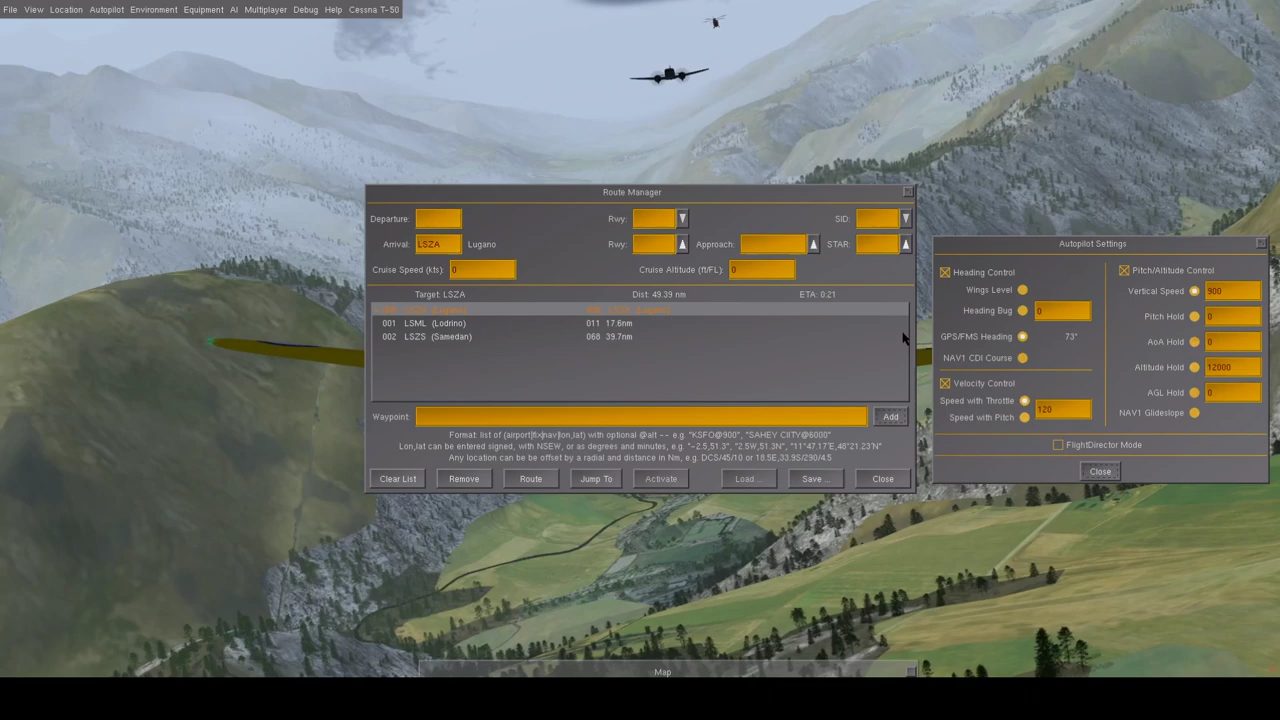 File View Location Autopilot Environment Equipment AI Multiplayer Debug Help Cessna T-50
Route Manager
Departure: Rwy: SID:
Arrival: LSZA Lugano Rwy: Approach: STAR:
Cruise Speed (kts): 0 Cruise Altitude (ft/FL): 0
Target: LSZA Dist: 49.39 nm ETA: 0:21
001 LSML (Lodrino) 011 17.6nm
002 LSZS (Samedan) 068 39.7nm
Waypoint: Add
Format: list of (airport|fix|nav|lon,lat) with optional @alt -- e.g. "KSFO@900", "SAHEY CIITY@6000"
Lon,lat can be entered signed, with NSEW, or as degrees and minutes, e.g. "-2.5,51.3", "2.5W,51.3N", "11*47.17'E,48*21.23'N"
Any location can be be offset by a radial and distance in Nm, e.g. DCS/45/10 or 18.5E,33.9S/290/4.5
Clear List Remove Route Jump To Activate Load ... Save ... Close
Autopilot Settings
Heading Control
Wings Level
Heading Bug 0
GPS/FMS Heading 73°
NAV1 CDI Course
Velocity Control
Speed with Throttle 120
Speed with Pitch
Pitch/Altitude Control
Vertical Speed 900
Pitch Hold 0
AoA Hold 0
Altitude Hold 12000
AGL Hold 0
NAV1 Glideslope
FlightDirector Mode
Close
Map